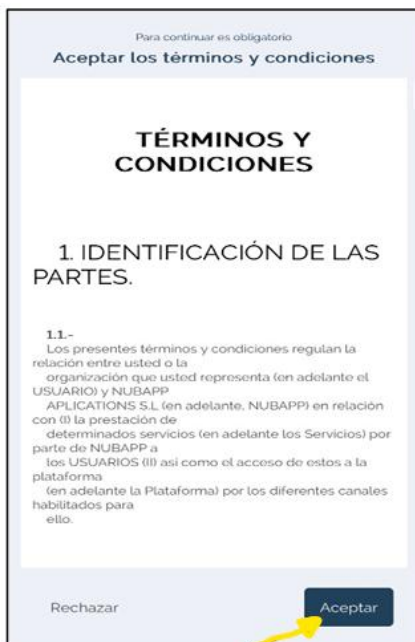 Para continuar es obligatorio
Aceptar los términos y condiciones
TÉRMINOS Y
CONDICIONES
1. IDENTIFICACIÓN DE LAS
PARTES.
1.1.-
Los presentes términos y condiciones regulan la
relación entre usted o la
organización que usted representa (en adelante el
USUARIO) y NUBAPP
APLICATIONS S.L (en adelante, NUBAPP) en relación
con (I) la prestación de
determinados servicios (en adelante los Servicios) por
parte de NUBAPP a
los USUARIOS (II) asi como el acceso de estos a la
plataforma
(en adelante la Plataforma) por los diferentes canales
habilitados para
ello.
Rechazar
Aceptar